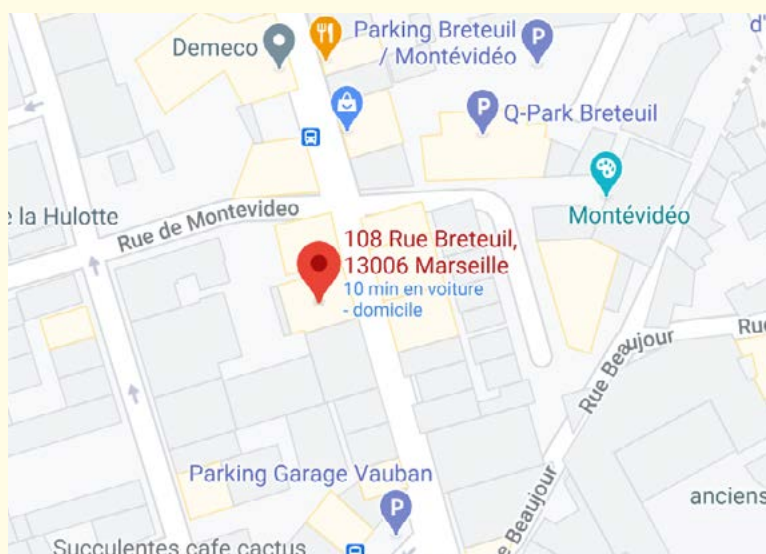 d'
Parking Breteuil
/ Montévidéo
Demeco
Q-Park Breteuil
e la Hulotte
Rue de Montevideo
Montévidéo
108 Rue Breteuil,
13006 Marseille
10 min en voiture
- domicile
Rue Beaujour
Rue
Parking Garage Vauban
e Beaujour
anciens
Succulentes cafe cactus